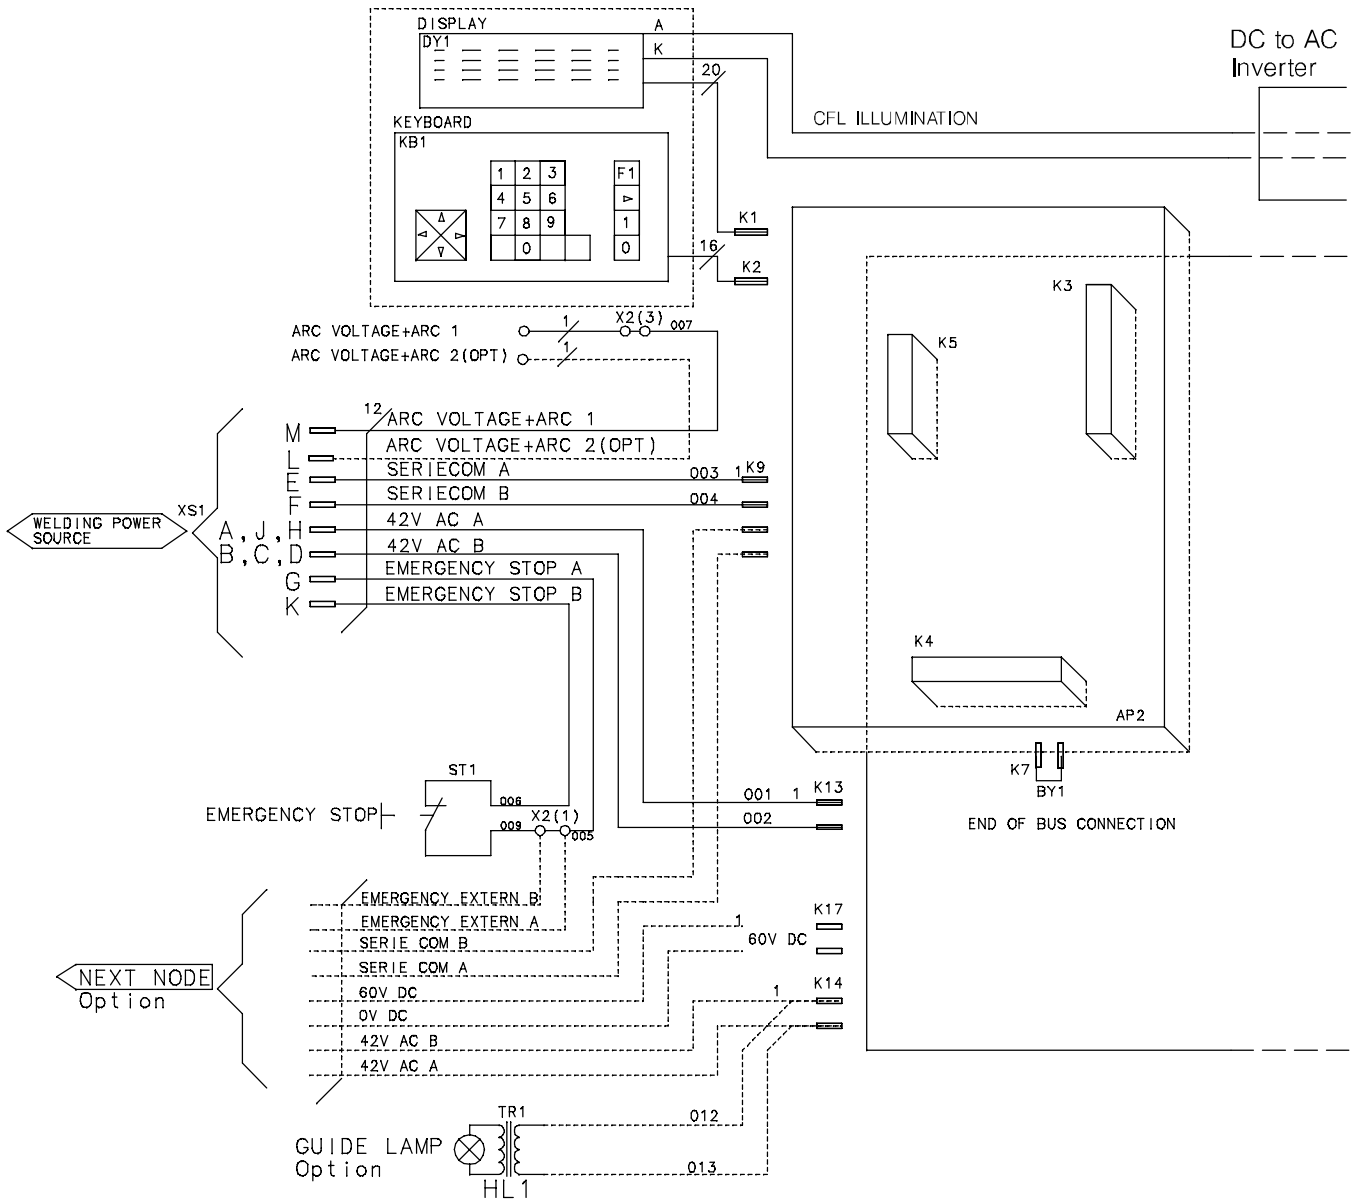 DISPLAY
DY1
A
K
20
DC to AC
Inverter
CFL ILLUMINATION
KEYBOARD
KB1
1 2 3 F1
4 5 6
7 8 9 1
0 0
K1
16
K2
K3
K5
ARC VOLTAGE+ARC 1
1
X2(3)
007
ARC VOLTAGE+ARC 2(OPT)
1
12
M
ARC VOLTAGE+ARC 1
L
ARC VOLTAGE+ARC 2(OPT)
E
SERIECOM A
003 1 K9
F
SERIECOM B
004
XS1
WELDING POWER
SOURCE
A,J,H
42V AC A
B,C,D
42V AC B
G
EMERGENCY STOP A
K
EMERGENCY STOP B
K4
AP2
K7
BY1
END OF BUS CONNECTION
ST1
EMERGENCY STOP
006
009
X2(1)
005
001 1 K13
002
EMERGENCY EXTERN B
EMERGENCY EXTERN A
SERIE COM B
SERIE COM A
60V DC
0V DC
42V AC B
42V AC A
1
K17
60V DC
1
K14
NEXT NODE
Option
GUIDE LAMP
Option
TR1
HL1
012
013